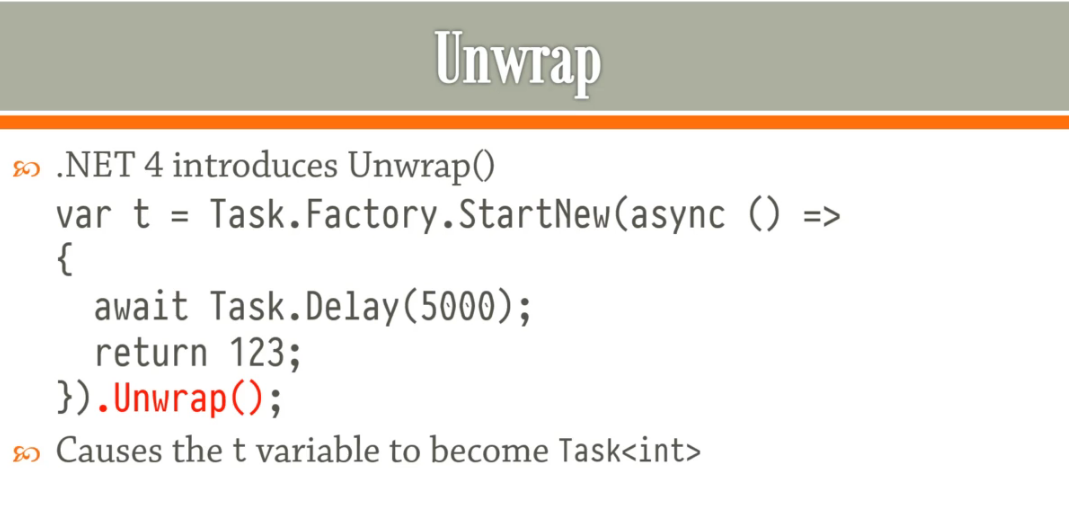 Unwrap
.NET 4 introduces Unwrap()
var t = Task.Factory.StartNew(async () =>
{
await Task.Delay(5000);
return 123;
}).Unwrap();
Causes the t variable to become Task<int>